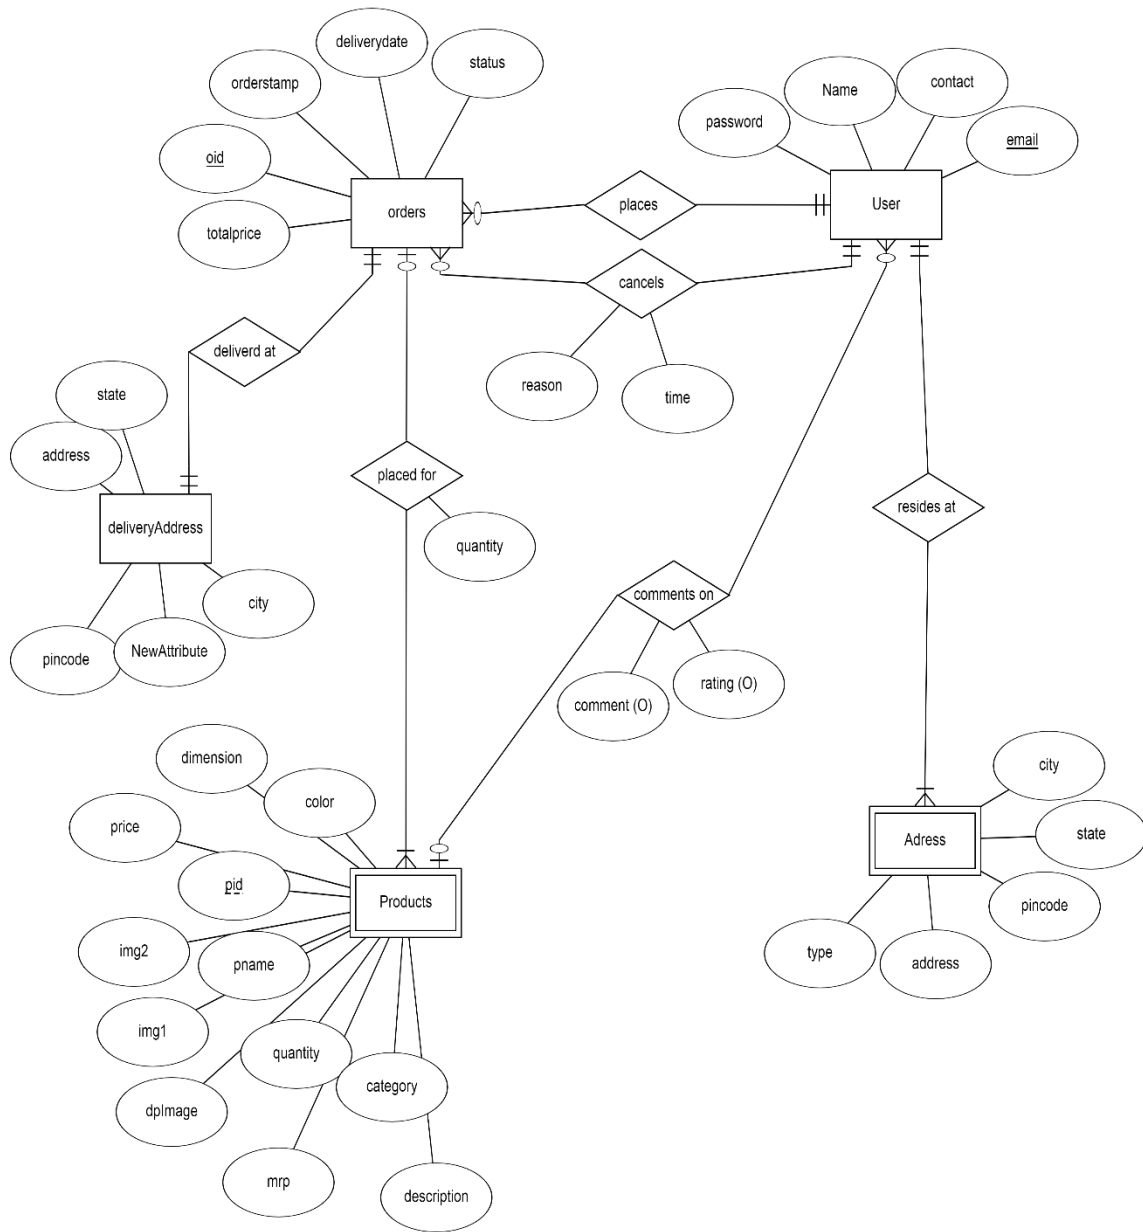 deliverydate
status
orderstamp
Name
contact
password
email
oid
orders
places
User
totalprice
cancels
deliverd at
reason
time
state
address
placed for
resides at
deliveryAddress
quantity
city
comments on
pincode
NewAttribute
rating (O)
comment (O)
dimension
color
city
price
state
pid
Products
Adress
pincode
img2
pname
type
address
img1
quantity
category
dpImage
mrp
description